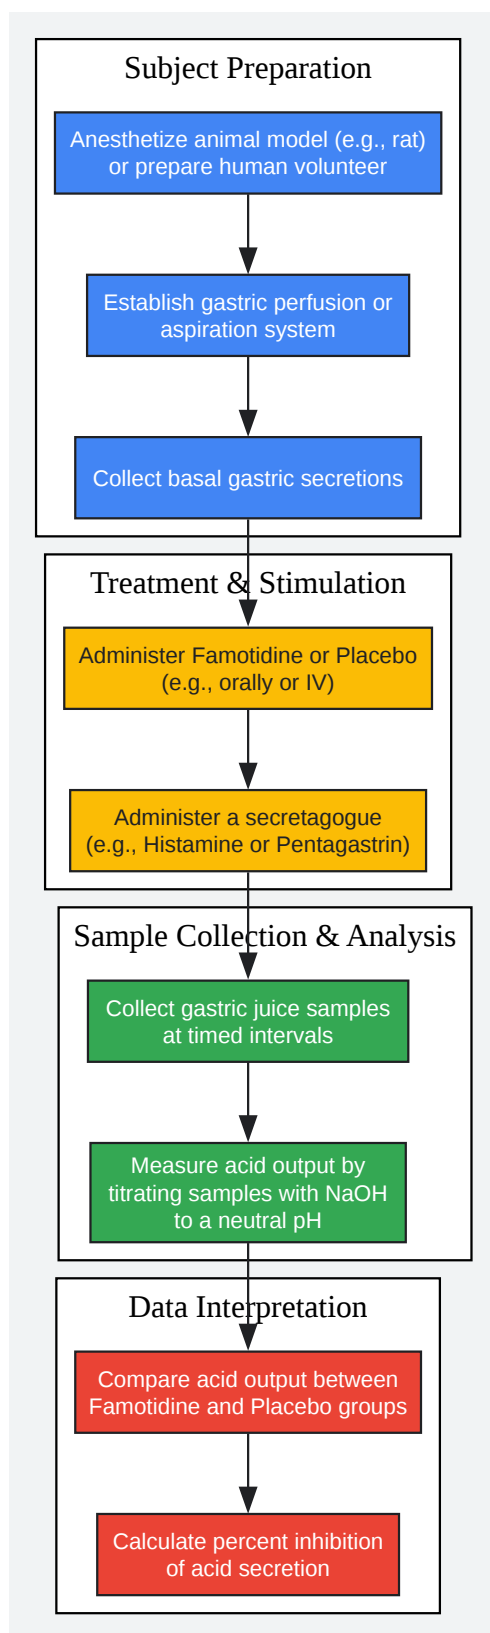 Subject Preparation
Anesthetize animal model (e.g., rat)
or prepare human volunteer
Establish gastric perfusion or
aspiration system
Collect basal gastric secretions
Treatment & Stimulation
Administer Famotidine or Placebo
(e.g., orally or IV)
Administer a secretagogue
(e.g., Histamine or Pentagastrin)
Sample Collection & Analysis
Collect gastric juice samples
at timed intervals
Measure acid output by
titrating samples with NaOH
to a neutral pH
Data Interpretation
Compare acid output between
Famotidine and Placebo groups
Calculate percent inhibition
of acid secretion